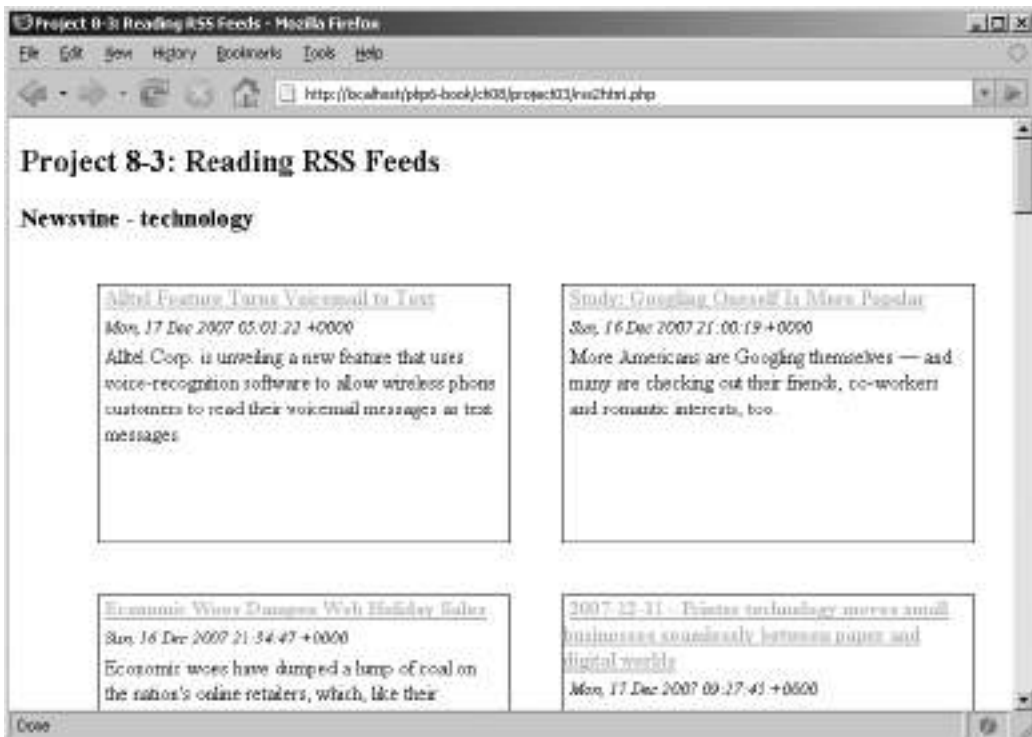 Project 8-3: Reading RSS Feeds - Mozilla Firefox
File Edit View History Bookmarks Tools Help
http://localhost/php6-book/ch08/project03/rss2html.php
Project 8-3: Reading RSS Feeds
Newsvine - technology
Alltel Feature Turns Voicemail to Text
Mon, 17 Dec 2007 05:01:22 +0000
Alltel Corp. is unveiling a new feature that uses
voice-recognition software to allow wireless phone
customers to read their voicemail messages as text
messages
Study: Googling Oneself Is More Popular
Sun, 16 Dec 2007 21:00:19 +0000
More Americans are Googling themselves — and
many are checking out their friends, co-workers
and romantic interests, too.
Economic Woes Dampen Web Holiday Sales
Sun, 16 Dec 2007 21:54:47 +0000
Economic woes have dumped a lump of coal on
the nation's online retailers, which, like their
2007-12-11 - Printer technology moves small
businesses seamlessly between paper and
digital worlds
Mon, 17 Dec 2007 09:27:45 +0000
Done